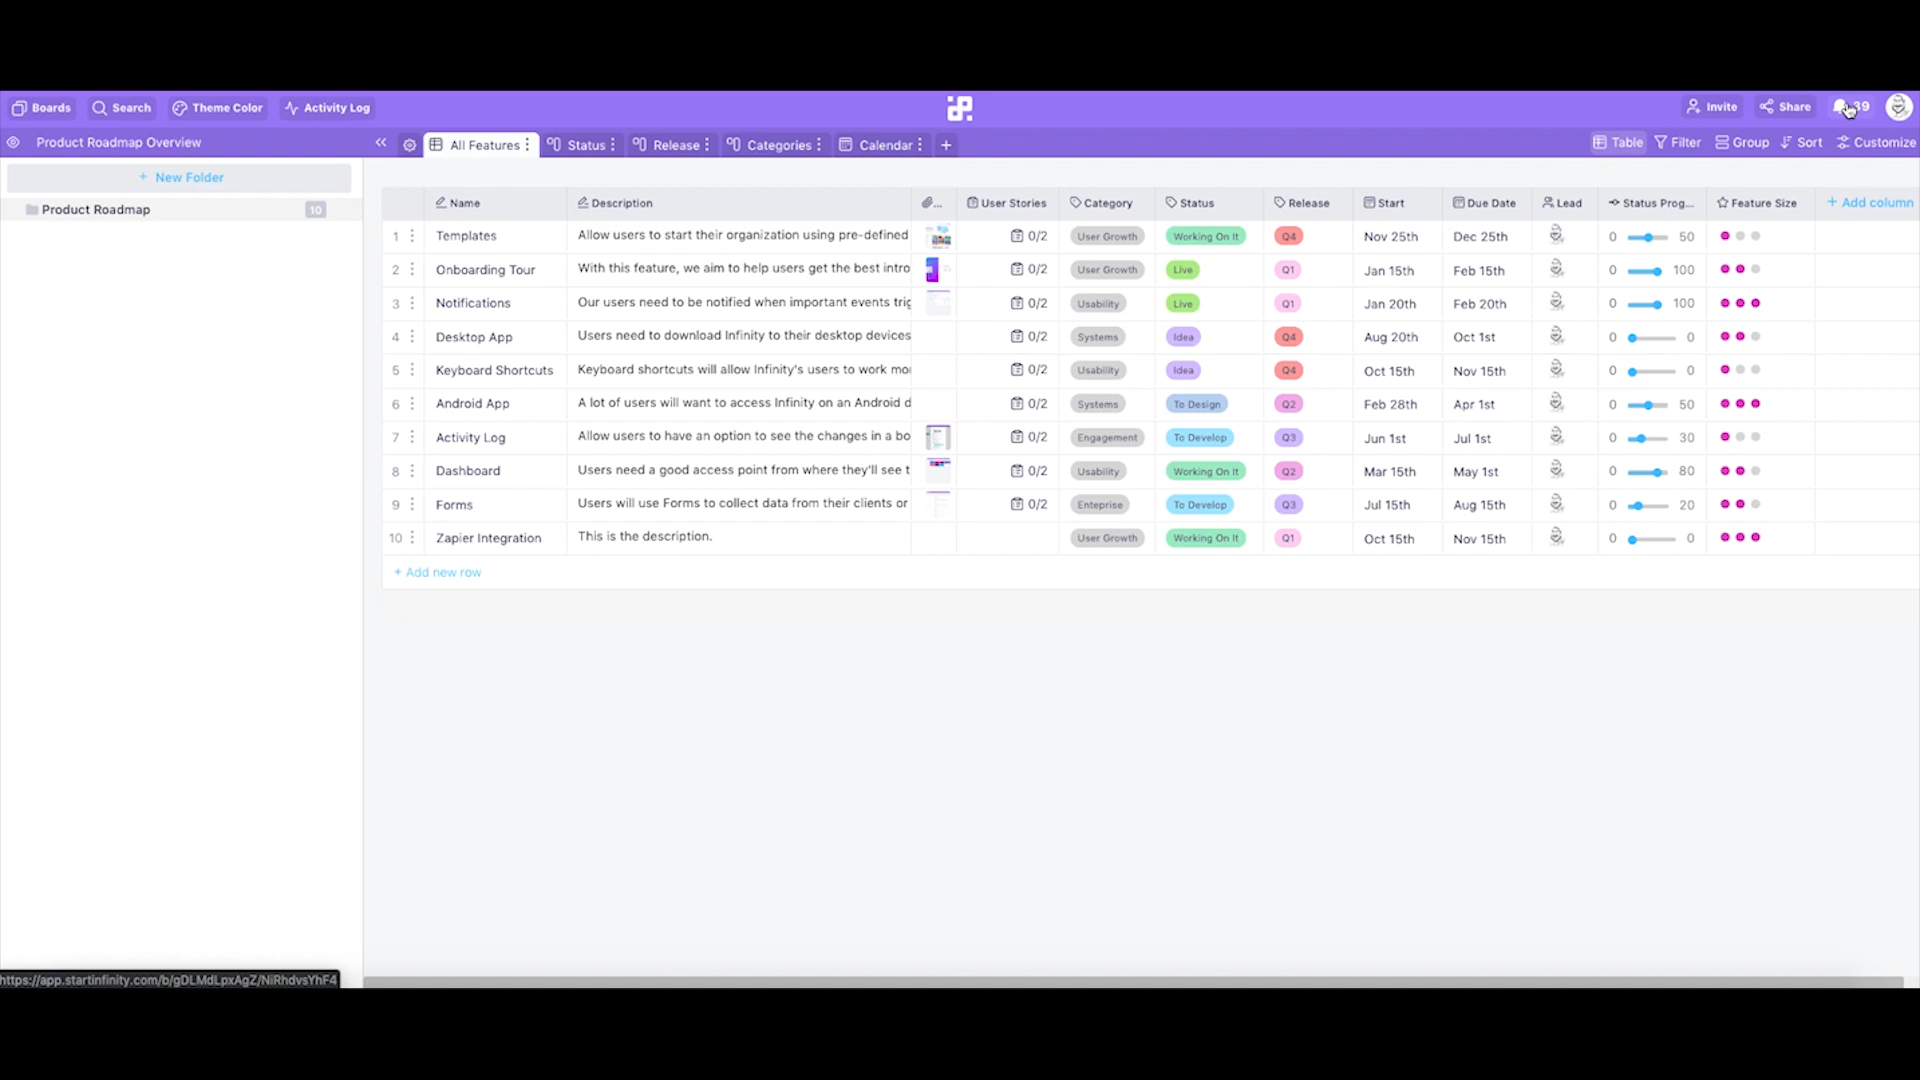 Boards Search Theme Color Activity Log Invite Share 39
Product Roadmap Overview All Features Status Release Categories Calendar + Table Filter Group Sort Customize
+ New Folder
Product Roadmap 10
Name Description ... User Stories Category Status Release Start Due Date Lead Status Prog... Feature Size + Add column
1 Templates Allow users to start their organization using pre-defined 0/2 User Growth Working On It Q4 Nov 25th Dec 25th 0 50
2 Onboarding Tour With this feature, we aim to help users get the best intro 0/2 User Growth Live Q1 Jan 15th Feb 15th 0 100
3 Notifications Our users need to be notified when important events trig 0/2 Usability Live Q1 Jan 20th Feb 20th 0 100
4 Desktop App Users need to download Infinity to their desktop devices 0/2 Systems Idea Q4 Aug 20th Oct 1st 0 0
5 Keyboard Shortcuts Keyboard shortcuts will allow Infinity's users to work mo 0/2 Usability Idea Q4 Oct 15th Nov 15th 0 0
6 Android App A lot of users will want to access Infinity on an Android d 0/2 Systems To Design Q2 Feb 28th Apr 1st 0 50
7 Activity Log Allow users to have an option to see the changes in a bo 0/2 Engagement To Develop Q3 Jun 1st Jul 1st 0 30
8 Dashboard Users need a good access point from where they'll see t 0/2 Usability Working On It Q2 Mar 15th May 1st 0 80
9 Forms Users will use Forms to collect data from their clients or 0/2 Enteprise To Develop Q3 Jul 15th Aug 15th 0 20
10 Zapier Integration This is the description. User Growth Working On It Q1 Oct 15th Nov 15th 0 0
+ Add new row
https://app.startinfinity.com/b/gDLMdLpxAgZ/NiRhdvsYhF4